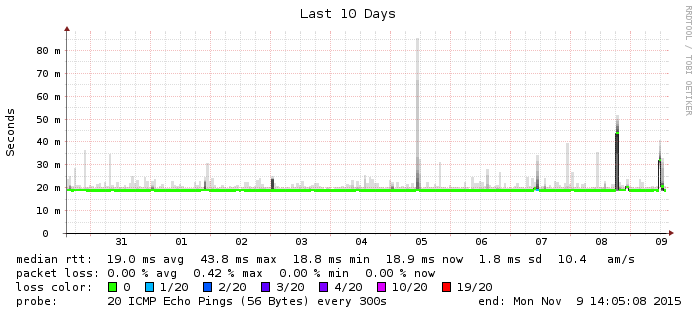 Last 10 Days
RRDTOOL / TOBI OETIKER
Seconds
80 m
70 m
60 m
50 m
40 m
30 m
20 m
10 m
0
31 01 02 03 04 05 06 07 08 09
median rtt: 19.0 ms avg 43.8 ms max 18.8 ms min 18.9 ms now 1.8 ms sd 10.4 am/s
packet loss: 0.00 % avg 0.42 % max 0.00 % min 0.00 % now
loss color: 0 1/20 2/20 3/20 4/20 10/20 19/20
probe: 20 ICMP Echo Pings (56 Bytes) every 300s end: Mon Nov 9 14:05:08 2015